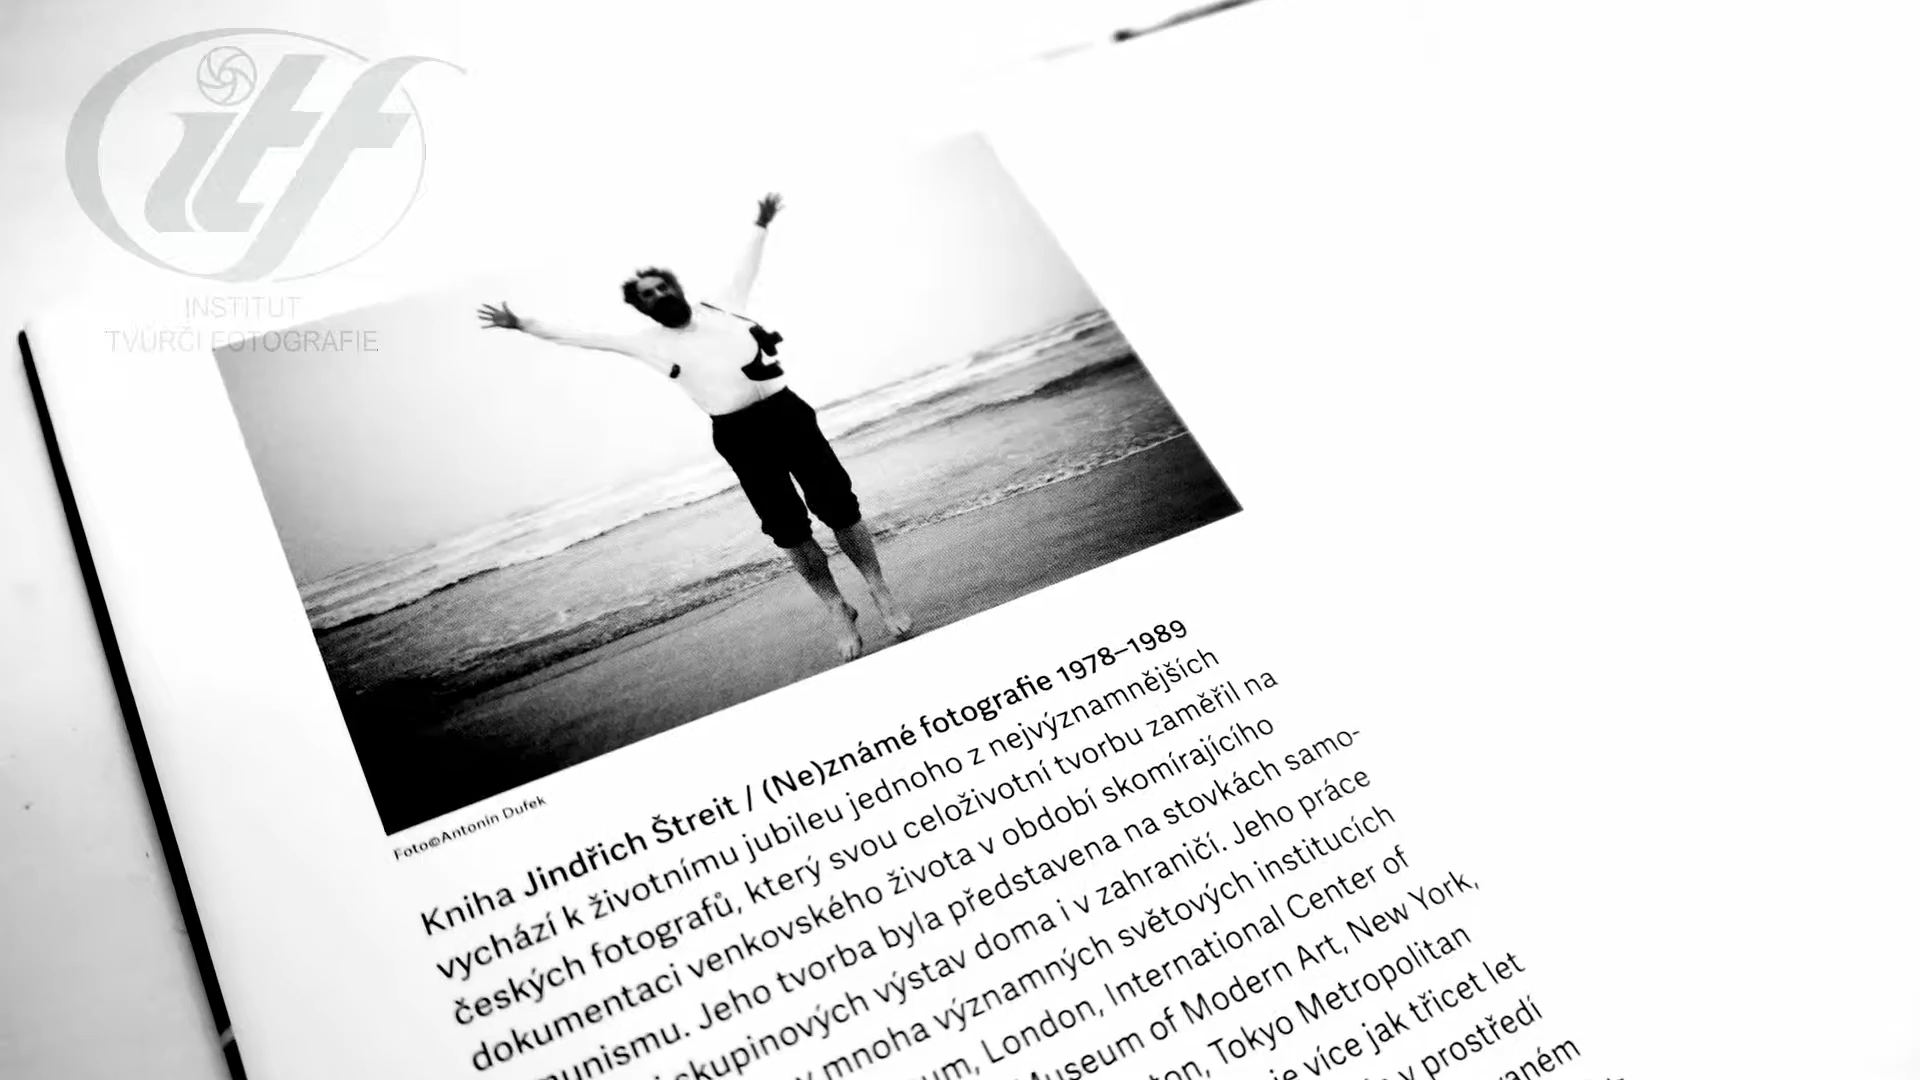 itf
INSTITUT
TVŮRČÍ FOTOGRAFIE
Foto©Antonín Dufek
Kniha Jindřich Štreit / (Ne)známé fotografie 1978–1989
vychází k životnímu jubileu jednoho z nejvýznamnějších
českých fotografů, který svou celoživotní tvorbu zaměřil na
dokumentaci venkovského života v období skomírajícího
munismu. Jeho tvorba byla představena na stovkách samo-
skupinových výstav doma i v zahraničí. Jeho práce
v mnoha významných světových institucích
um, London, International Center of
Museum of Modern Art, New York,
ton, Tokyo Metropolitan
je více jak třicet let
v prostředí
vaném